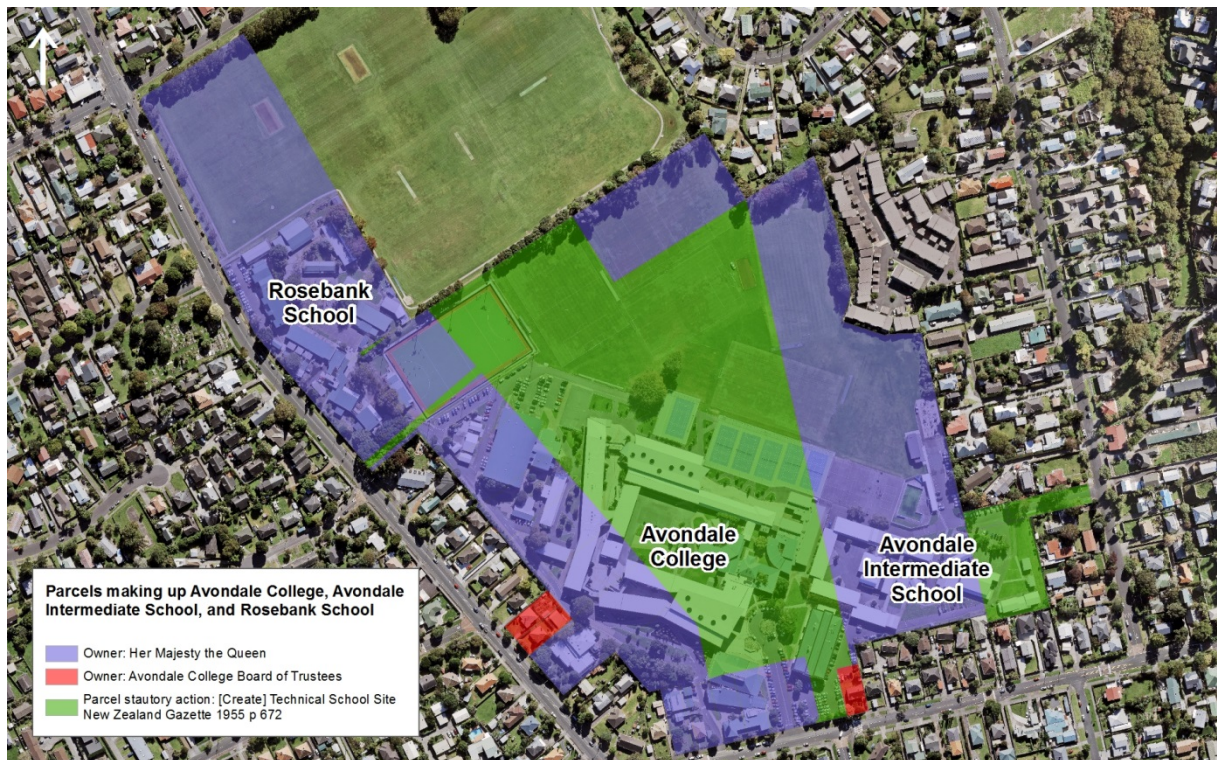 Rosebank
School
Avondale
College
Avondale
Intermediate
School
Parcels making up Avondale College, Avondale
Intermediate School, and Rosebank School
Owner: Her Majesty the Queen
Owner: Avondale College Board of Trustees
Parcel stautory action: [Create] Technical School Site
New Zealand Gazette 1955 p 672